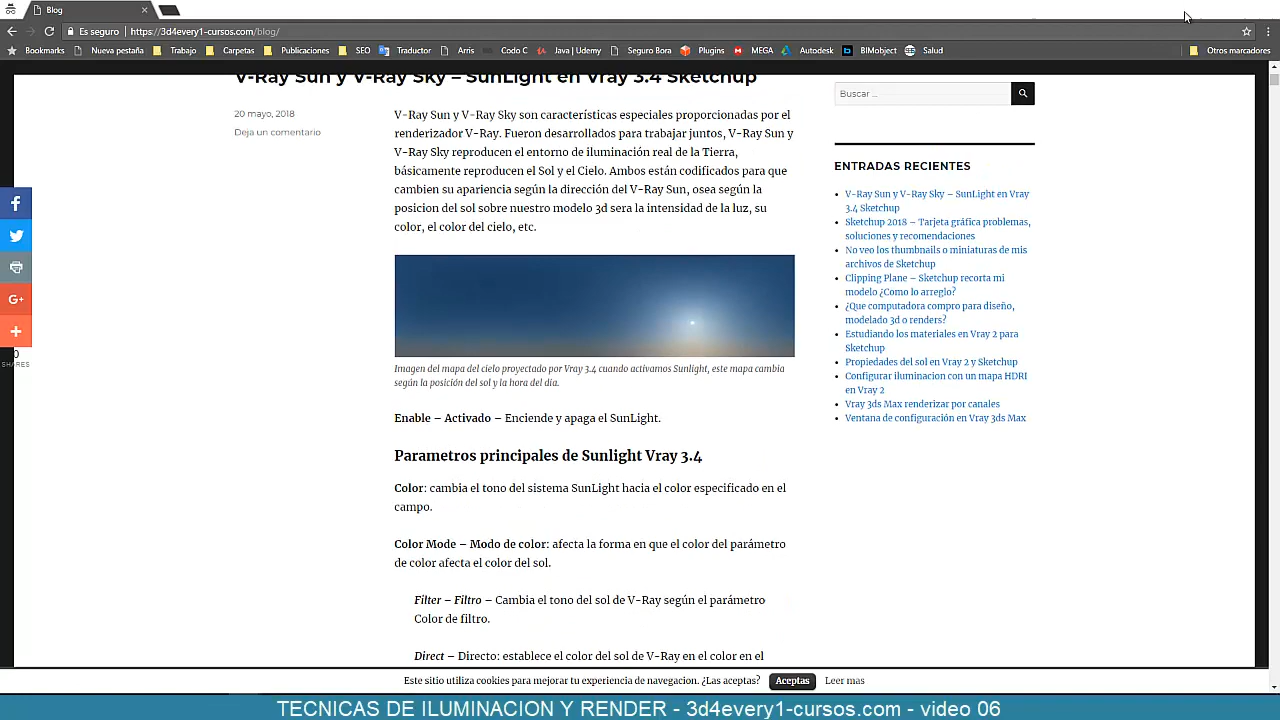 Blog
Es seguro
https://3d4every1-cursos.com/blog/
Bookmarks
Nueva pestaña
Trabajo
Carpetas
Publicaciones
SEO
Traductor
Arris
Codo C
Java | Udemy
Seguro Bora
Plugins
MEGA
Autodesk
BIMobject
Salud
Otros marcadores
V-Ray Sun y V-Ray Sky – SunLight en Vray 3.4 Sketchup
20 mayo, 2018
Deja un comentario
V-Ray Sun y V-Ray Sky son características especiales proporcionadas por el
renderizador V-Ray. Fueron desarrollados para trabajar juntos, V-Ray Sun y
V-Ray Sky reproducen el entorno de iluminación real de la Tierra,
básicamente reproducen el Sol y el Cielo. Ambos están codificados para que
cambien su apariencia según la dirección del V-Ray Sun, osea según la
posicion del sol sobre nuestro modelo 3d sera la intensidad de la luz, su
color, el color del cielo, etc.
Imagen del mapa del cielo proyectado por Vray 3.4 cuando activamos Sunlight, este mapa cambia
según la posición del sol y la hora del dia.
Enable – Activado – Enciende y apaga el SunLight.
Parametros principales de Sunlight Vray 3.4
Color: cambia el tono del sistema SunLight hacia el color especificado en el
campo.
Color Mode – Modo de color: afecta la forma en que el color del parámetro
de color afecta el color del sol.
Filter – Filtro – Cambia el tono del sol de V-Ray según el parámetro
Color de filtro.
Direct – Directo: establece el color del sol de V-Ray en el color en el
Buscar ...
ENTRADAS RECIENTES
V-Ray Sun y V-Ray Sky – SunLight en Vray
3.4 Sketchup
Sketchup 2018 – Tarjeta gráfica problemas,
soluciones y recomendaciones
No veo los thumbnails o miniaturas de mis
archivos de Sketchup
Clipping Plane – Sketchup recorta mi
modelo ¿Como lo arreglo?
¿Que computadora compro para diseño,
modelado 3d o renders?
Estudiando los materiales en Vray 2 para
Sketchup
Propiedades del sol en Vray 2 y Sketchup
Configurar iluminacion con un mapa HDRI
en Vray 2
Vray 3ds Max renderizar por canales
Ventana de configuración en Vray 3ds Max
0
SHARES
Este sitio utiliza cookies para mejorar tu experiencia de navegacion. ¿Las aceptas?
Aceptas
Leer mas
TECNICAS DE ILUMINACION Y RENDER - 3d4every1-cursos.com - video 06